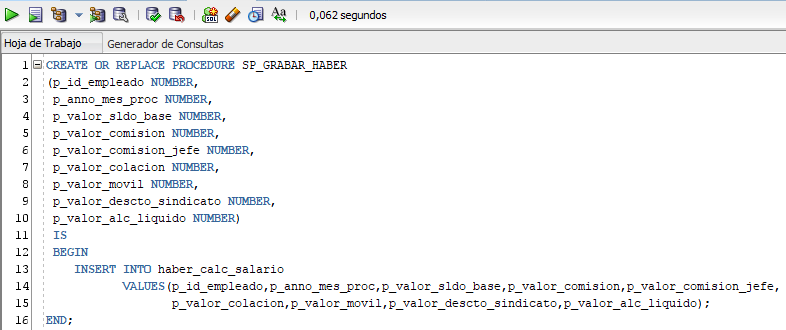 SQL
Aa
0,062 segundos
Hoja de Trabajo
Generador de Consultas
1 CREATE OR REPLACE PROCEDURE SP_GRABAR_HABER
2 (p_id_empleado NUMBER,
3 p_anno_mes_proc NUMBER,
4 p_valor_sldo_base NUMBER,
5 p_valor_comision NUMBER,
6 p_valor_comision_jefe NUMBER,
7 p_valor_colacion NUMBER,
8 p_valor_movil NUMBER,
9 p_valor_descto_sindicato NUMBER,
10 p_valor_alc_liquido NUMBER)
11 IS
12 BEGIN
13 INSERT INTO haber_calc_salario
14 VALUES(p_id_empleado,p_anno_mes_proc,p_valor_sldo_base,p_valor_comision,p_valor_comision_jefe,
15 p_valor_colacion,p_valor_movil,p_valor_descto_sindicato,p_valor_alc_liquido);
16 END;